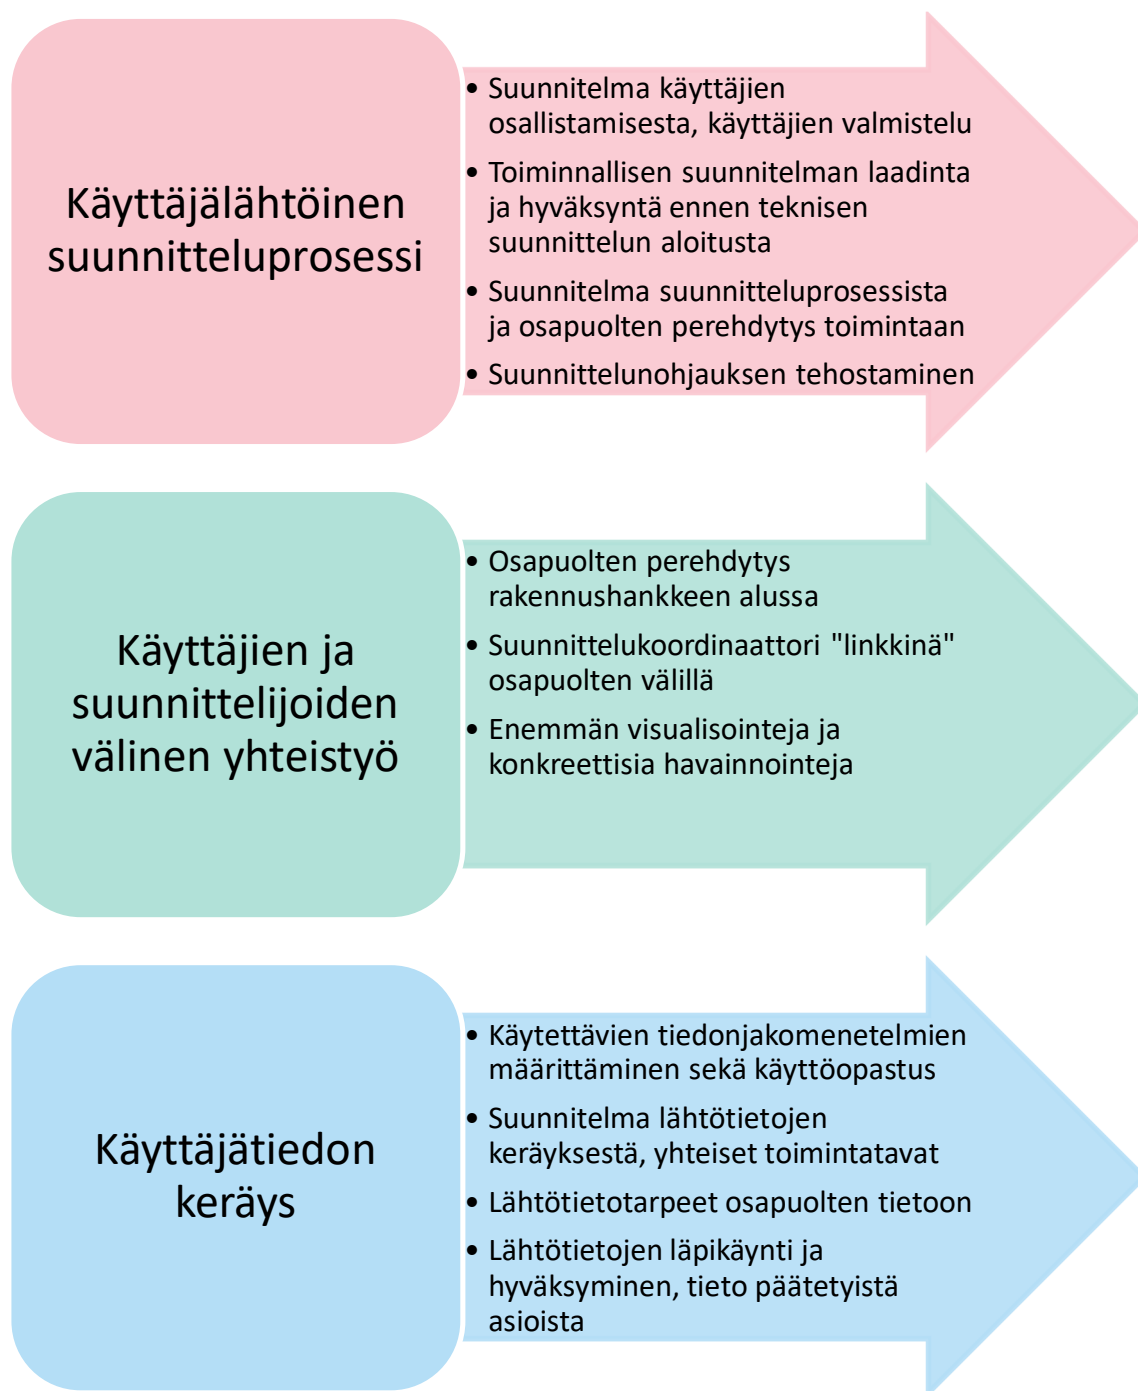 Käyttäjälähtöinen
suunnitteluprosessi
• Suunnitelma käyttäjien
osallistamisesta, käyttäjien valmistelu
• Toiminnallisen suunnitelman laadinta
ja hyväksyntä ennen teknisen
suunnittelun aloitusta
• Suunnitelma suunnitteluprosessista
ja osapuolten perehdytys toimintaan
• Suunnittelunohjauksen tehostaminen
Käyttäjien ja
suunnittelijoiden
välinen yhteistyö
• Osapuolten perehdytys
rakennushankkeen alussa
• Suunnittelukoordinaattori "linkkinä"
osapuolten välillä
• Enemmän visualisointeja ja
konkreettisia havainnointeja
Käyttäjätiedon
keräys
• Käytettävien tiedonjakomenetelmien
määrittäminen sekä käyttöopastus
• Suunnitelma lähtötietojen
keräyksestä, yhteiset toimintatavat
• Lähtötietotarpeet osapuolten tietoon
• Lähtötietojen läpikäynti ja
hyväksyminen, tieto päätetyistä
asioista